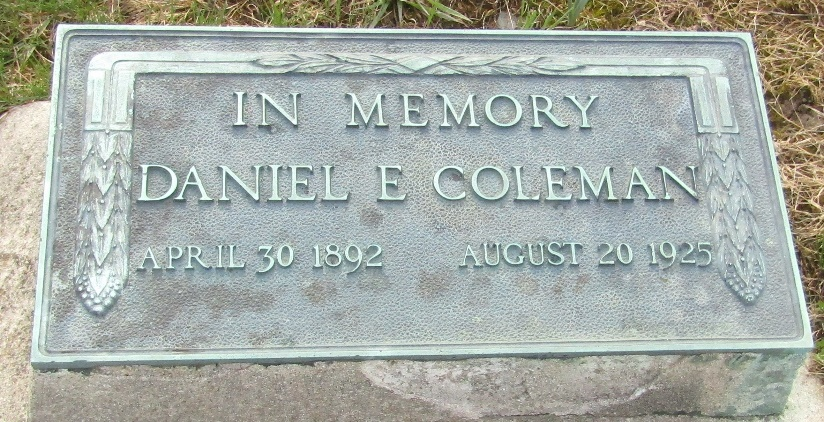 IN MEMORY
DANIEL E COLEMAN
APRIL 30 1892 AUGUST 20 1925